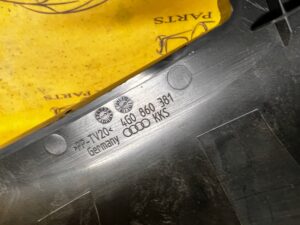 PARTS
>PP-TV20< 4G0 860 381
Germany KKS